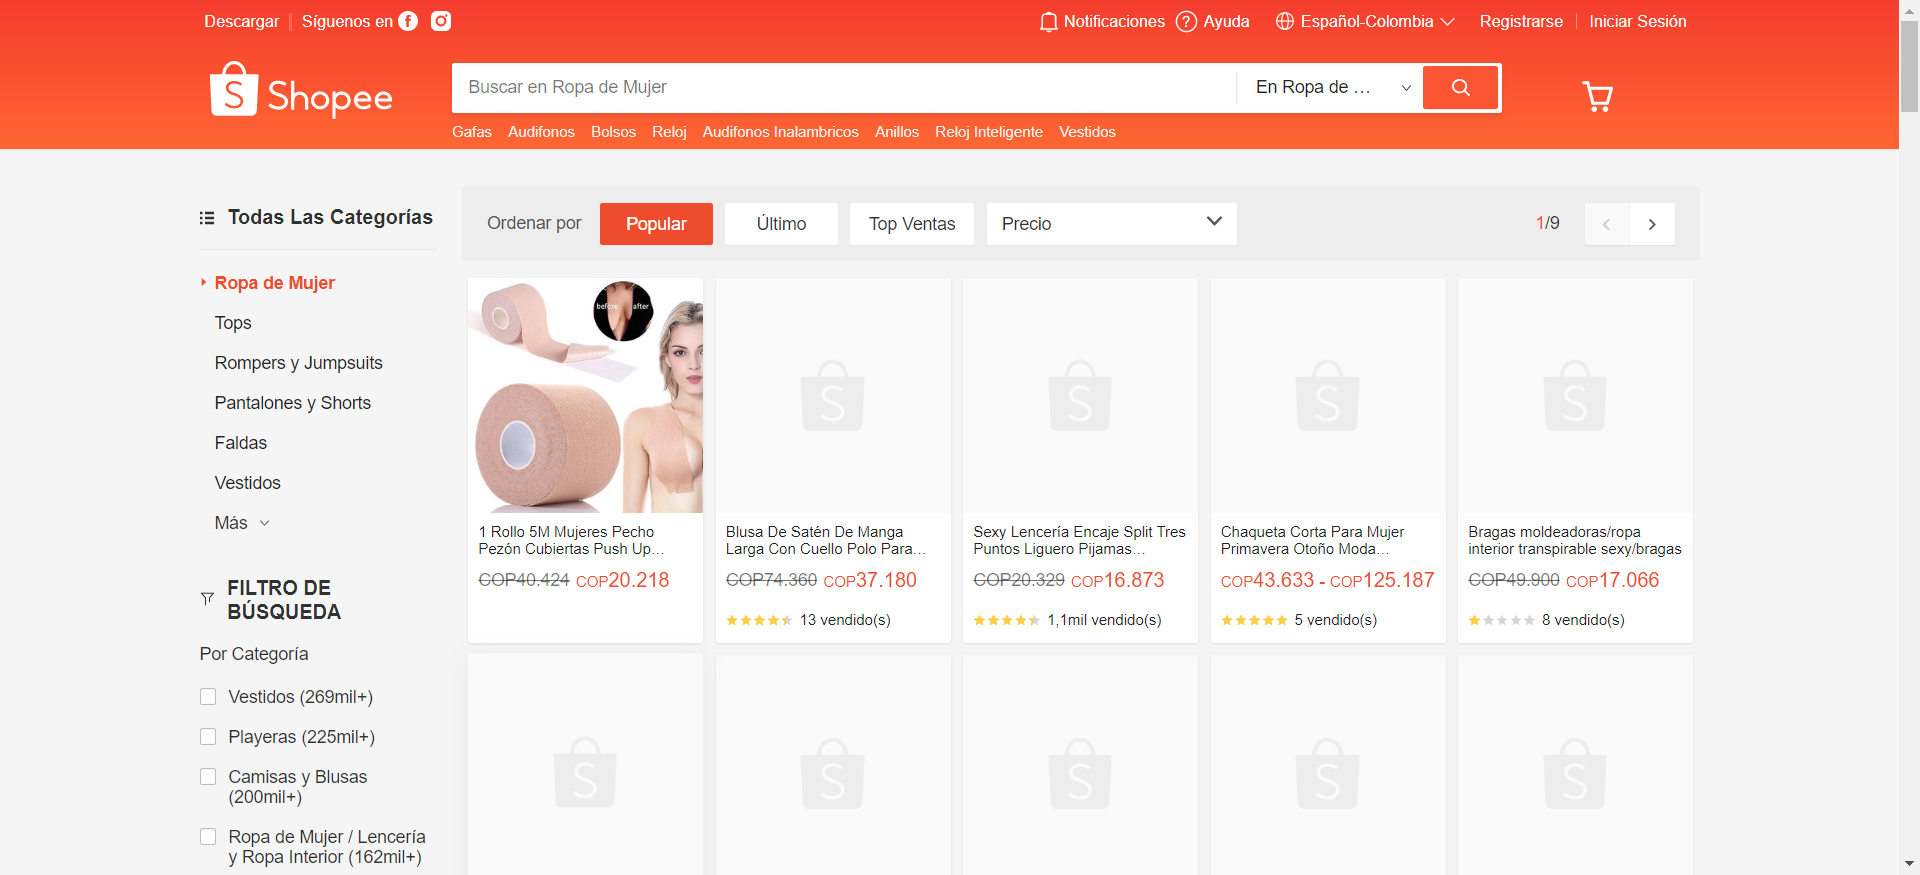 Descargar
Síguenos en
Notificaciones
Ayuda
Español-Colombia
Registrarse
Iniciar Sesión
Shopee
Buscar en Ropa de Mujer
En Ropa de ...
Gafas Audifonos Bolsos Reloj Audifonos Inalambricos Anillos Reloj Inteligente Vestidos
Todas Las Categorías
Ropa de Mujer
Tops
Rompers y Jumpsuits
Pantalones y Shorts
Faldas
Vestidos
Más
FILTRO DE
BÚSQUEDA
Por Categoría
Vestidos (269mil+)
Playeras (225mil+)
Camisas y Blusas
(200mil+)
Ropa de Mujer / Lencería
y Ropa Interior (162mil+)
Ordenar por
Popular
Último
Top Ventas
Precio
1/9
before after
1 Rollo 5M Mujeres Pecho
Pezón Cubiertas Push Up...
COP40.424 COP20.218
Blusa De Satén De Manga
Larga Con Cuello Polo Para...
COP74.360 COP37.180
13 vendido(s)
Sexy Lencería Encaje Split Tres
Puntos Liguero Pijamas...
COP20.329 COP16.873
1,1mil vendido(s)
Chaqueta Corta Para Mujer
Primavera Otoño Moda...
COP43.633 - COP125.187
5 vendido(s)
Bragas moldeadoras/ropa
interior transpirable sexy/bragas
COP49.900 COP17.066
8 vendido(s)